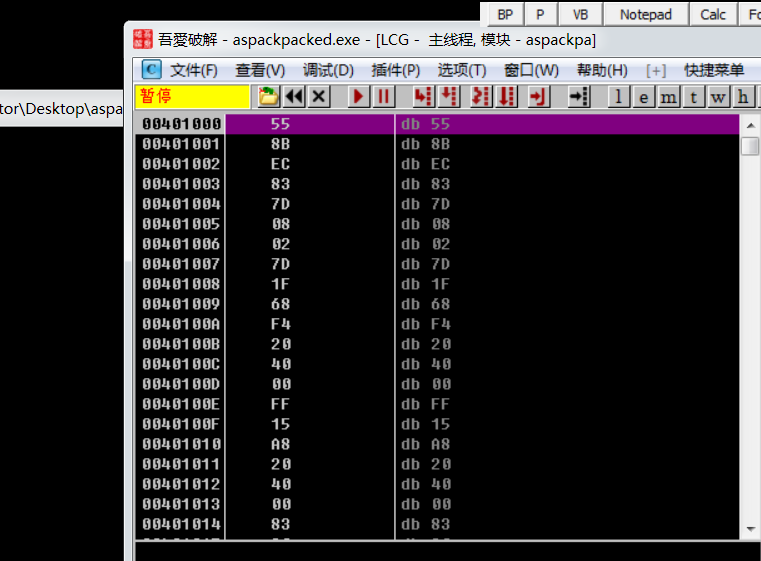 BP P VB Notepad Calc Fo
吾愛破解 - aspackpacked.exe - [LCG - 主线程, 模块 - aspackpa]
文件(F) 查看(V) 调试(D) 插件(P) 选项(T) 窗口(W) 帮助(H) [+] 快捷菜单
暂停 l e m t w h
tor\Desktop\aspa
00401000 55 db 55
00401001 8B db 8B
00401002 EC db EC
00401003 83 db 83
00401004 7D db 7D
00401005 08 db 08
00401006 02 db 02
00401007 7D db 7D
00401008 1F db 1F
00401009 68 db 68
0040100A F4 db F4
0040100B 20 db 20
0040100C 40 db 40
0040100D 00 db 00
0040100E FF db FF
0040100F 15 db 15
00401010 A8 db A8
00401011 20 db 20
00401012 40 db 40
00401013 00 db 00
00401014 83 db 83